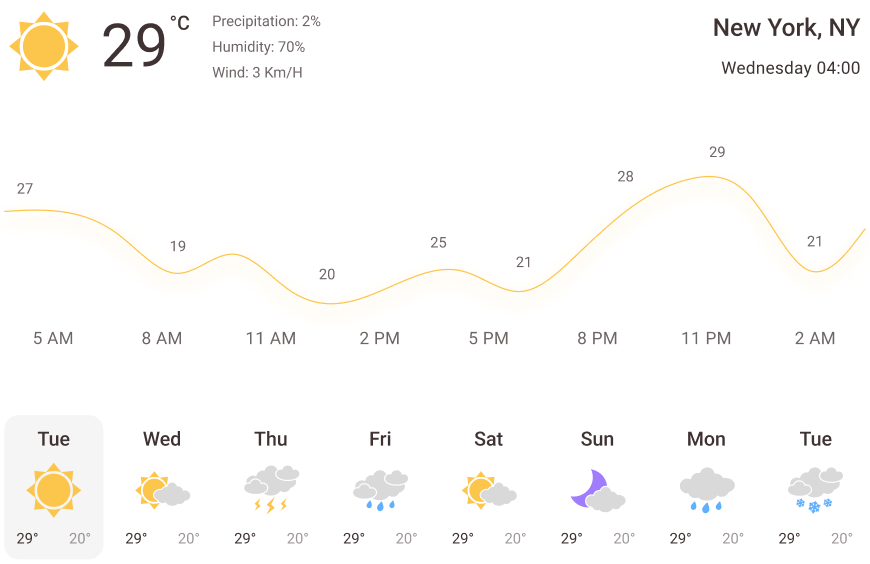 29 °C
Precipitation: 2%
Humidity: 70%
Wind: 3 Km/H
New York, NY
Wednesday 04:00
27 19 20 25 21 28 29 21
5 AM 8 AM 11 AM 2 PM 5 PM 8 PM 11 PM 2 AM
Tue Wed Thu Fri Sat Sun Mon Tue
29° 20° 29° 20° 29° 20° 29° 20° 29° 20° 29° 20° 29° 20° 29° 20°